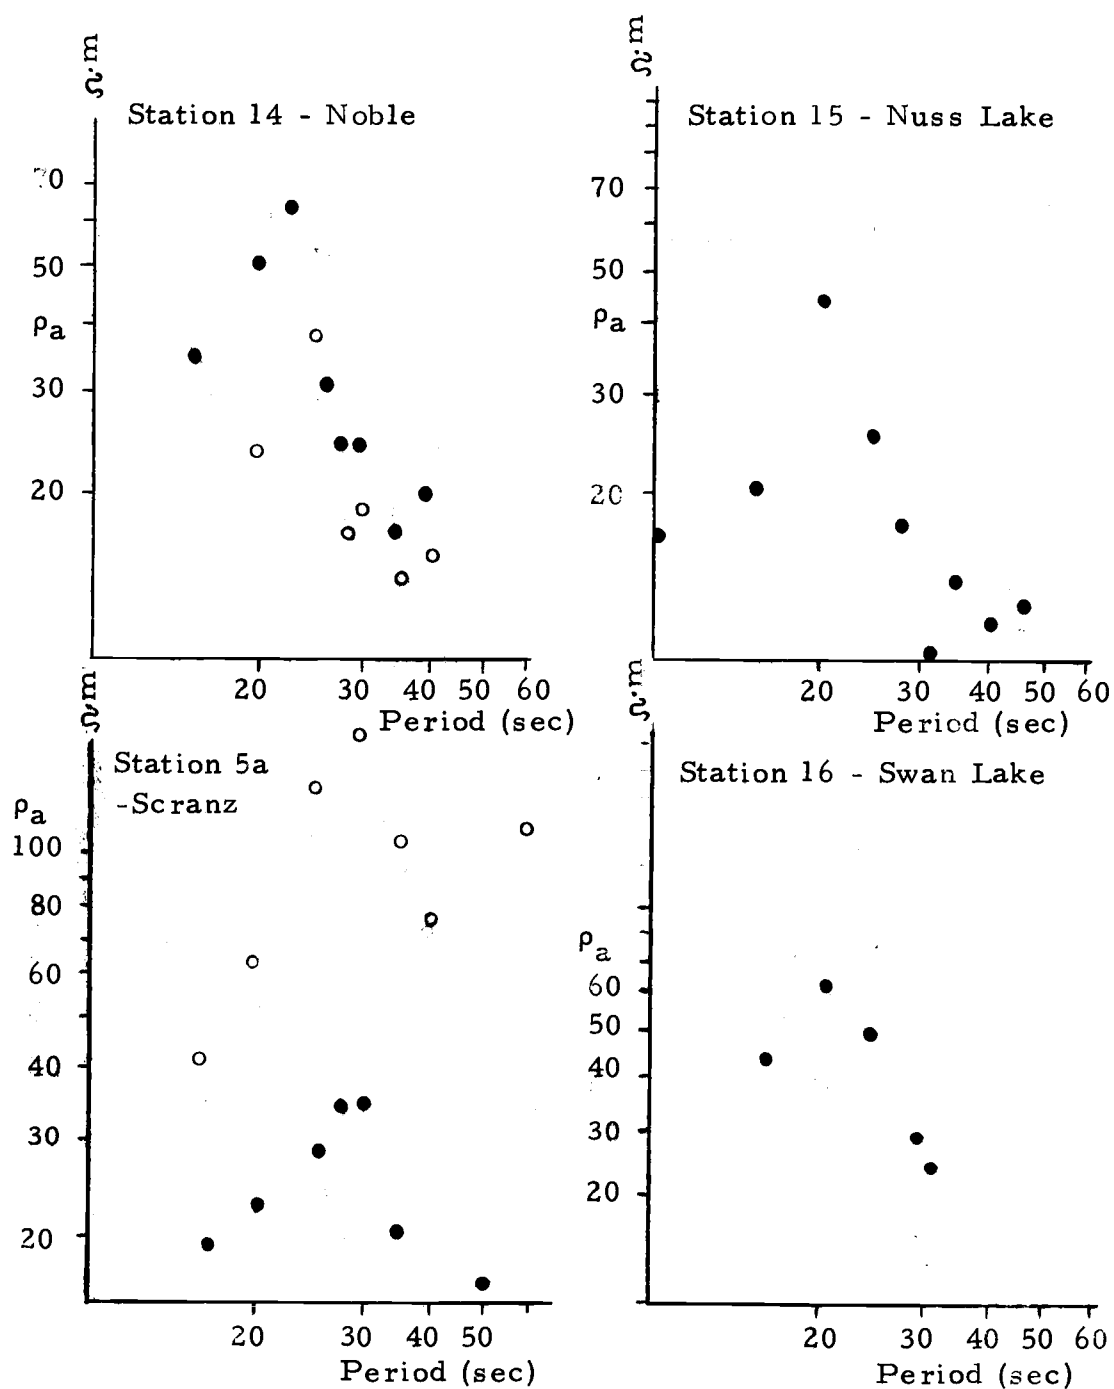 Ω·m
Station 14 - Noble
70
50
ρa
30
20
20 30 40 50 60
Period (sec)
Ω·m
Station 15 - Nuss Lake
70
50
ρa
30
20
20 30 40 50 60
Period (sec)
Ω·m
Station 5a
-Scranz
ρa
100
80
60
40
30
20
20 30 40 50 60
Period (sec)
Ω·m
Station 16 - Swan Lake
ρa
60
50
40
30
20
20 30 40 50 60
Period (sec)